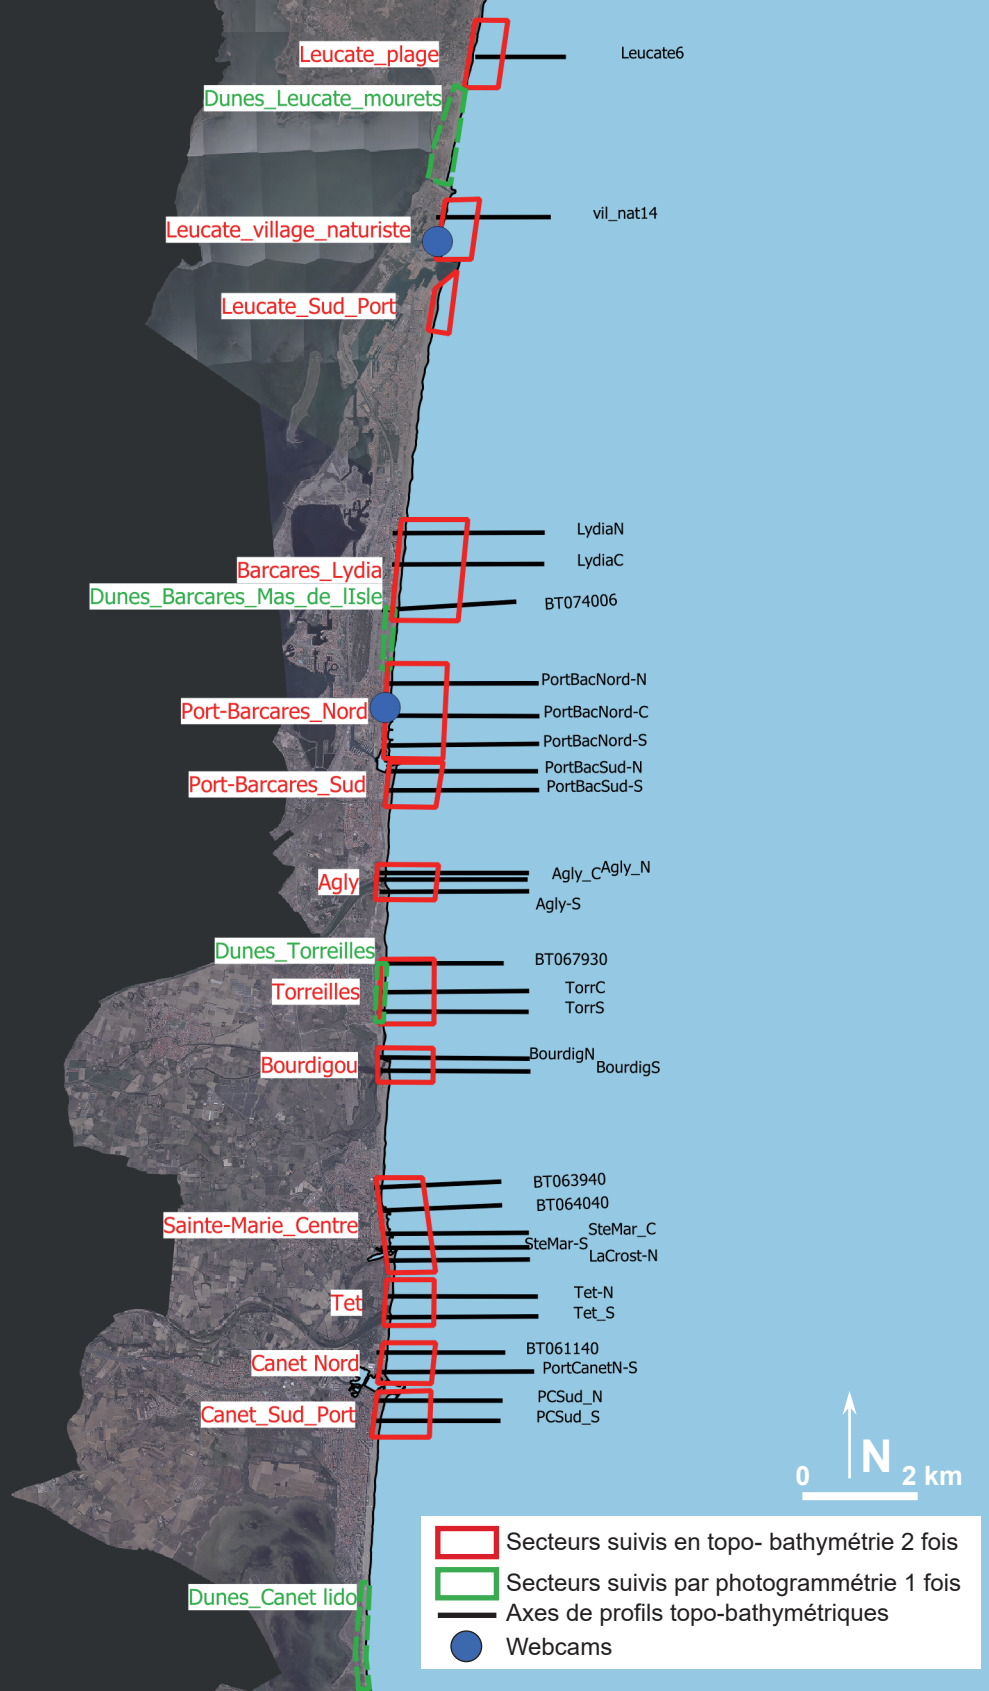 Leucate_plage
Leucate6
Dunes_Leucate_mourets
vil_nat14
Leucate_village_naturiste
Leucate_Sud_Port
LydiaN
LydiaC
Barcares_Lydia
Dunes_Barcares_Mas_de_lIsle
BT074006
PortBacNord-N
Port-Barcares_Nord
PortBacNord-C
PortBacNord-S
PortBacSud-N
Port-Barcares_Sud
PortBacSud-S
Agly_N
Agly_C
Agly
Agly-S
Dunes_Torreilles
BT067930
Torreilles
TorrC
TorrS
BourdigN
Bourdigou
BourdigS
BT063940
BT064040
Sainte-Marie_Centre
SteMar_C
SteMar-S
LaCrost-N
Tet-N
Tet
Tet_S
BT061140
Canet Nord
PortCanetN-S
PCSud_N
Canet_Sud_Port
PCSud_S
N
0 2 km
Secteurs suivis en topo- bathymétrie 2 fois
Secteurs suivis par photogrammétrie 1 fois
Axes de profils topo-bathymétriques
Webcams
Dunes_Canet lido